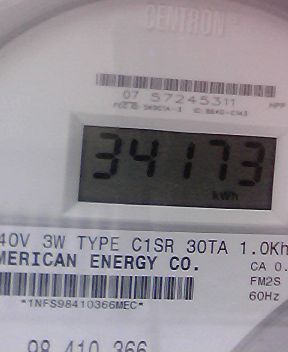 CENTRON®
07 57245311
HPP
34173
kWh
40V 3W TYPE C1SR 30TA 1.0Kh
MERICAN ENERGY CO.
CA 0.
FM2S
60Hz
*1NFS98410366MEC*
98 410 366